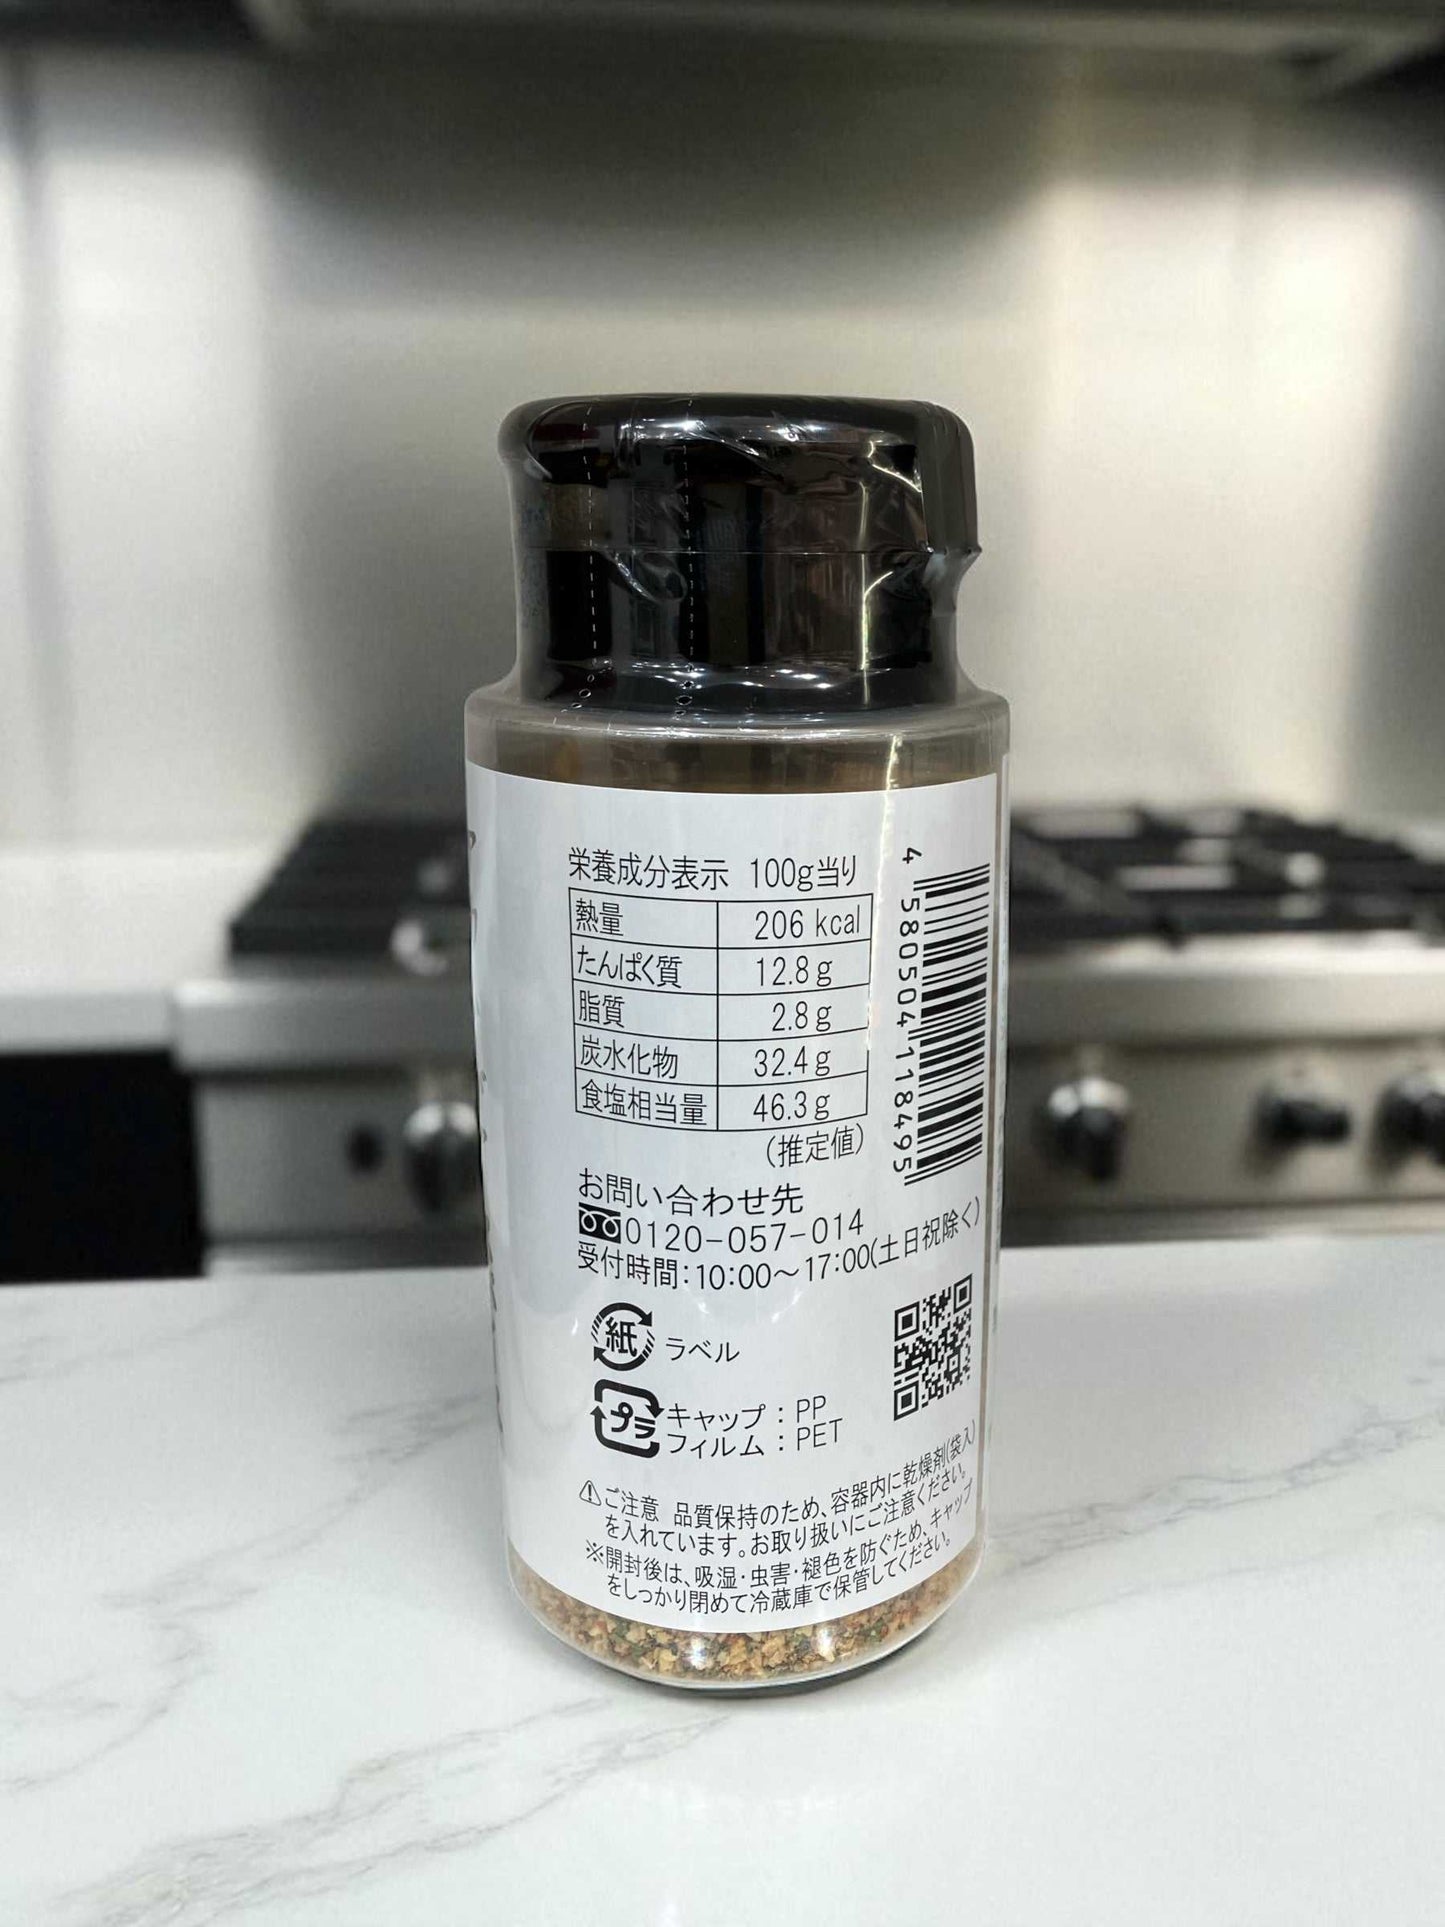 栄養成分表示 100g当り
熱量 206 kcal
たんぱく質 12.8g
脂質 2.8g
炭水化物 32.4g
食塩相当量 46.3g
(推定値)
4 580504 118495
お問い合わせ先
0120-057-014
受付時間:10:00~17:00(土日祝除く)
紙 ラベル
プラ キャップ:PP
フィルム:PET
⚠ご注意 品質保持のため、容器内に乾燥剤(袋入)
を入れています。お取り扱いにご注意ください。
※開封後は、吸湿・虫害・褪色を防ぐため、キャップ
をしっかり閉めて冷蔵庫で保管してください。